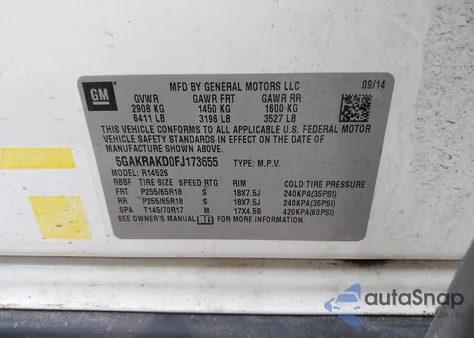 GM
MFD BY GENERAL MOTORS LLC 09/14
GVWR GAWR FRT GAWR RR
2908 KG 1450 KG 1600 KG
6411 LB 3196 LB 3527 LB
THIS VEHICLE CONFORMS TO ALL APPLICABLE U.S. FEDERAL MOTOR
VEHICLE SAFETY STANDARDS IN EFFECT ON THE DATE OF
MANUFACTURE SHOWN ABOVE.
5GAKRAKD0FJ173655 TYPE: M.P.V.
MODEL: R14526
RBBF TIRE SIZE SPEED RTG RIM COLD TIRE PRESSURE
FRT P255/65R18 S 18X7.5J 240KPA(35PSI)
RR P255/65R18 S 18X7.5J 240KPA(35PSI)
SPA T145/70R17 M 17X4.5B 420KPA(60PSI)
SEE OWNER'S MANUAL FOR MORE INFORMATION.
autoSnap